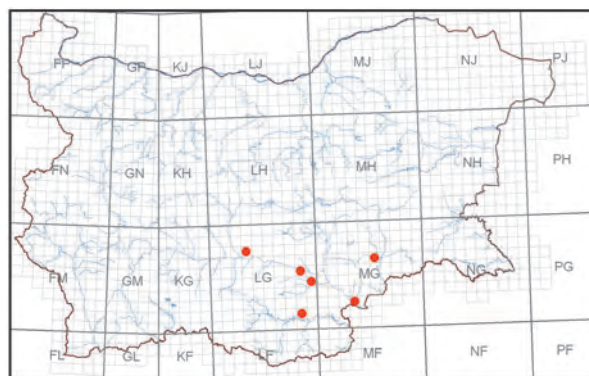 FP GP KJ LJ MJ NJ PJ
FN GN KH LH MH NH PH
FM GM KG LG MG NG PG
FL GL KF LF MF NF PF